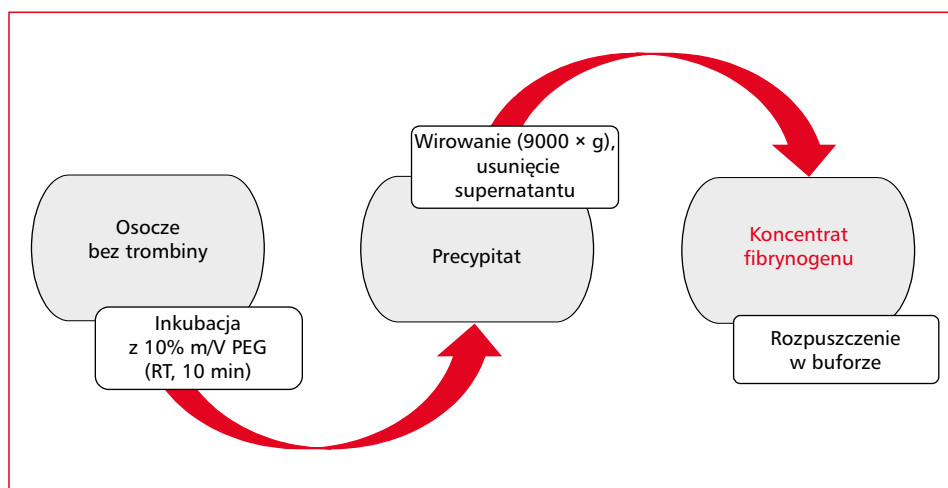 Osocze
bez trombiny
Inkubacja
z 10% m/V PEG
(RT, 10 min)
Wirowanie (9000 × g),
usunięcie
supernatantu
Precypitat
Koncentrat
fibrynogenu
Rozpuszczenie
w buforze